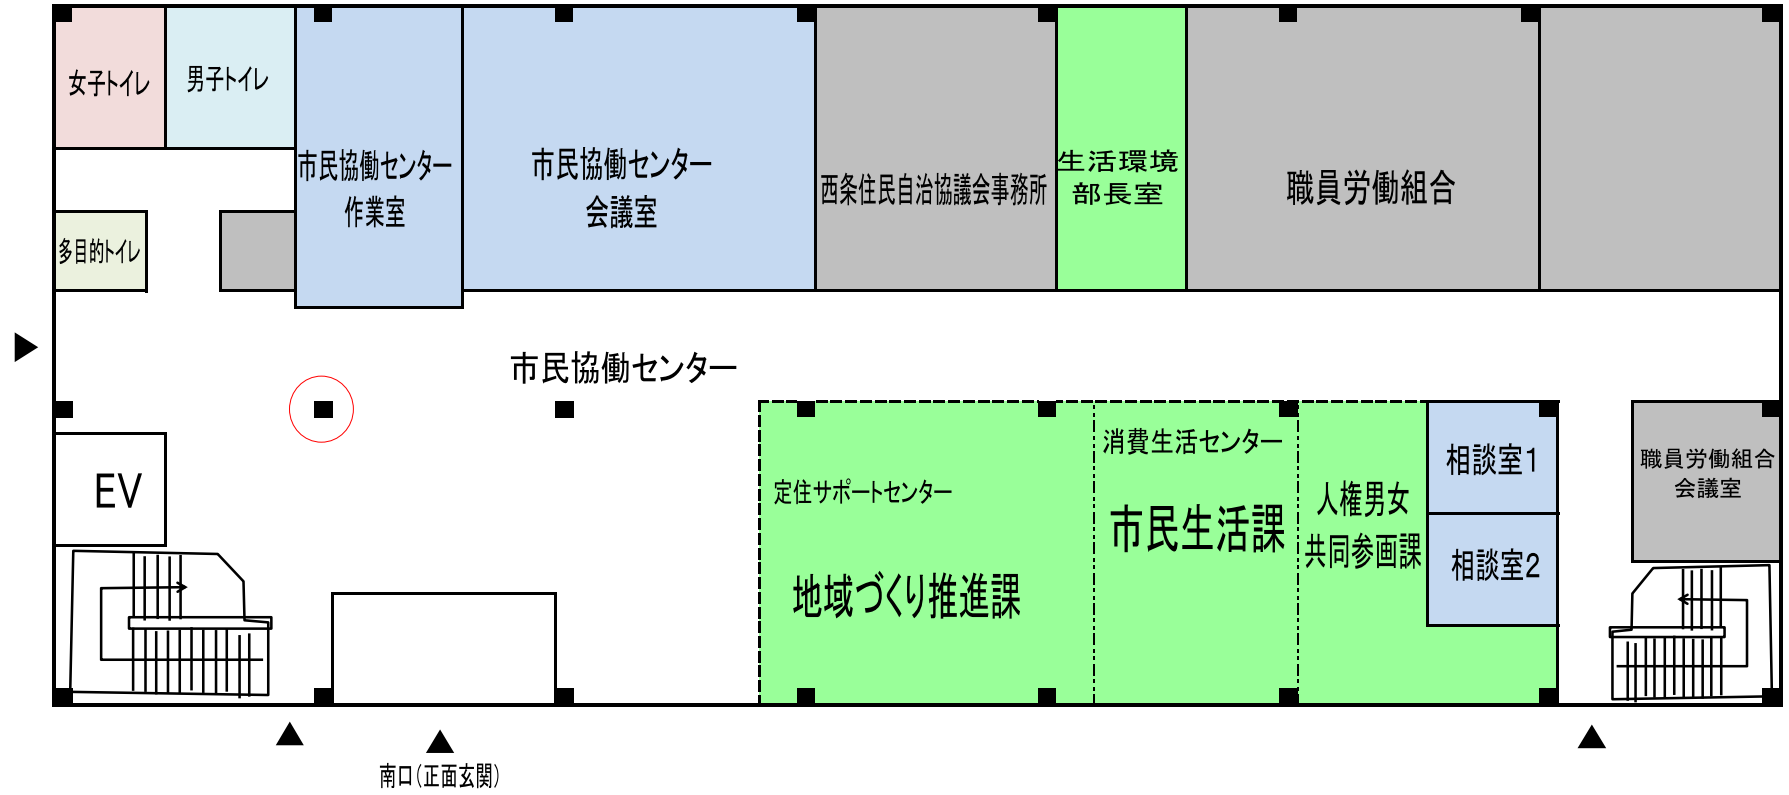 女子トイレ
男子トイレ
市民協働センター
作業室
市民協働センター
会議室
西条住民自治協議会事務所
生活環境
部長室
職員労働組合
多目的トイレ
市民協働センター
EV
定住サポートセンター
地域づくり推進課
消費生活センター
市民生活課
人権男女
共同参画課
相談室1
相談室2
職員労働組合
会議室
南口(正面玄関)